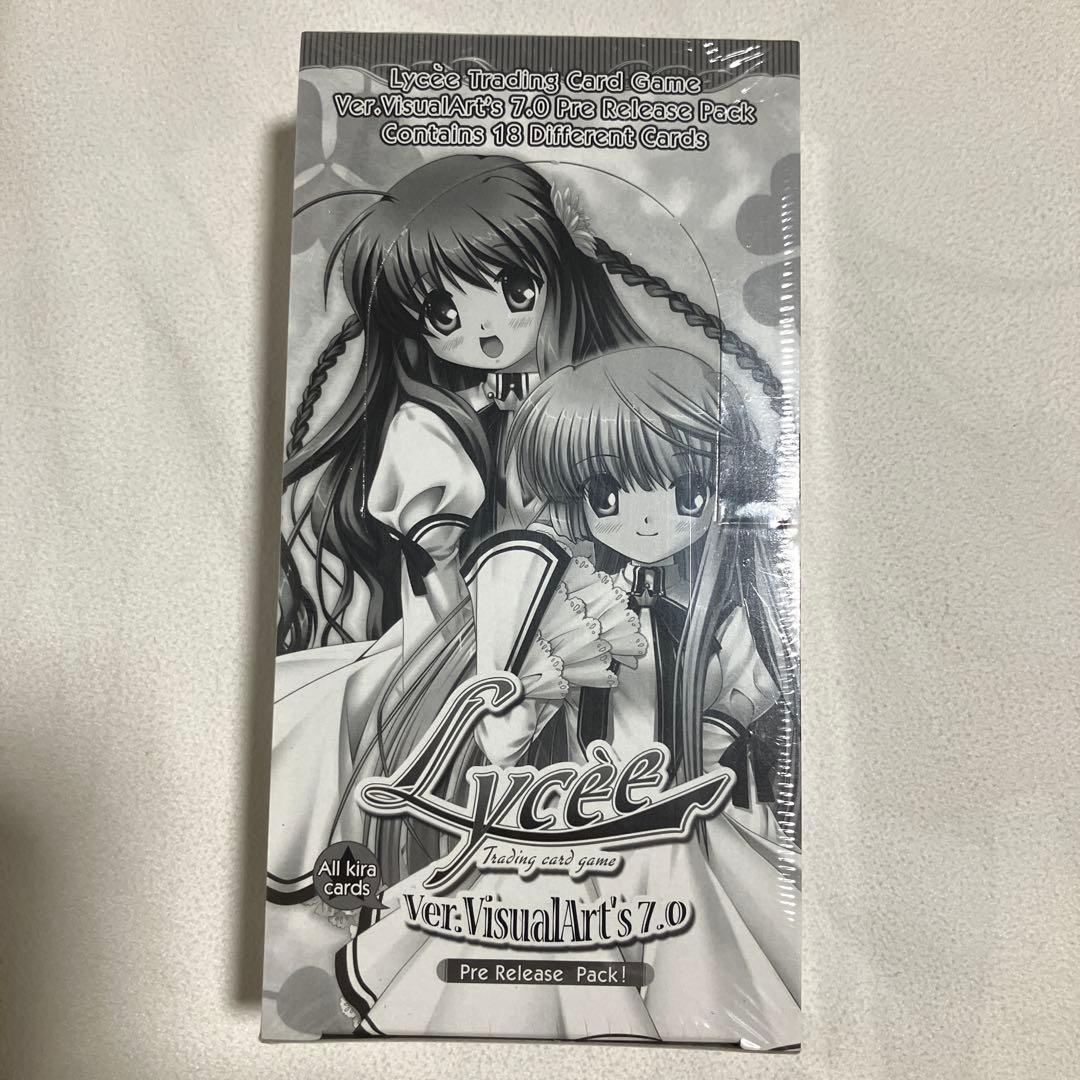 Lycèe Trading Card Game
Ver.VisualArt's 7.0 Pre Release Pack
Contains 18 Different Cards
Lycèe
Trading card game
All kira
cards
Ver.VisualArt's 7.0
Pre Release Pack!